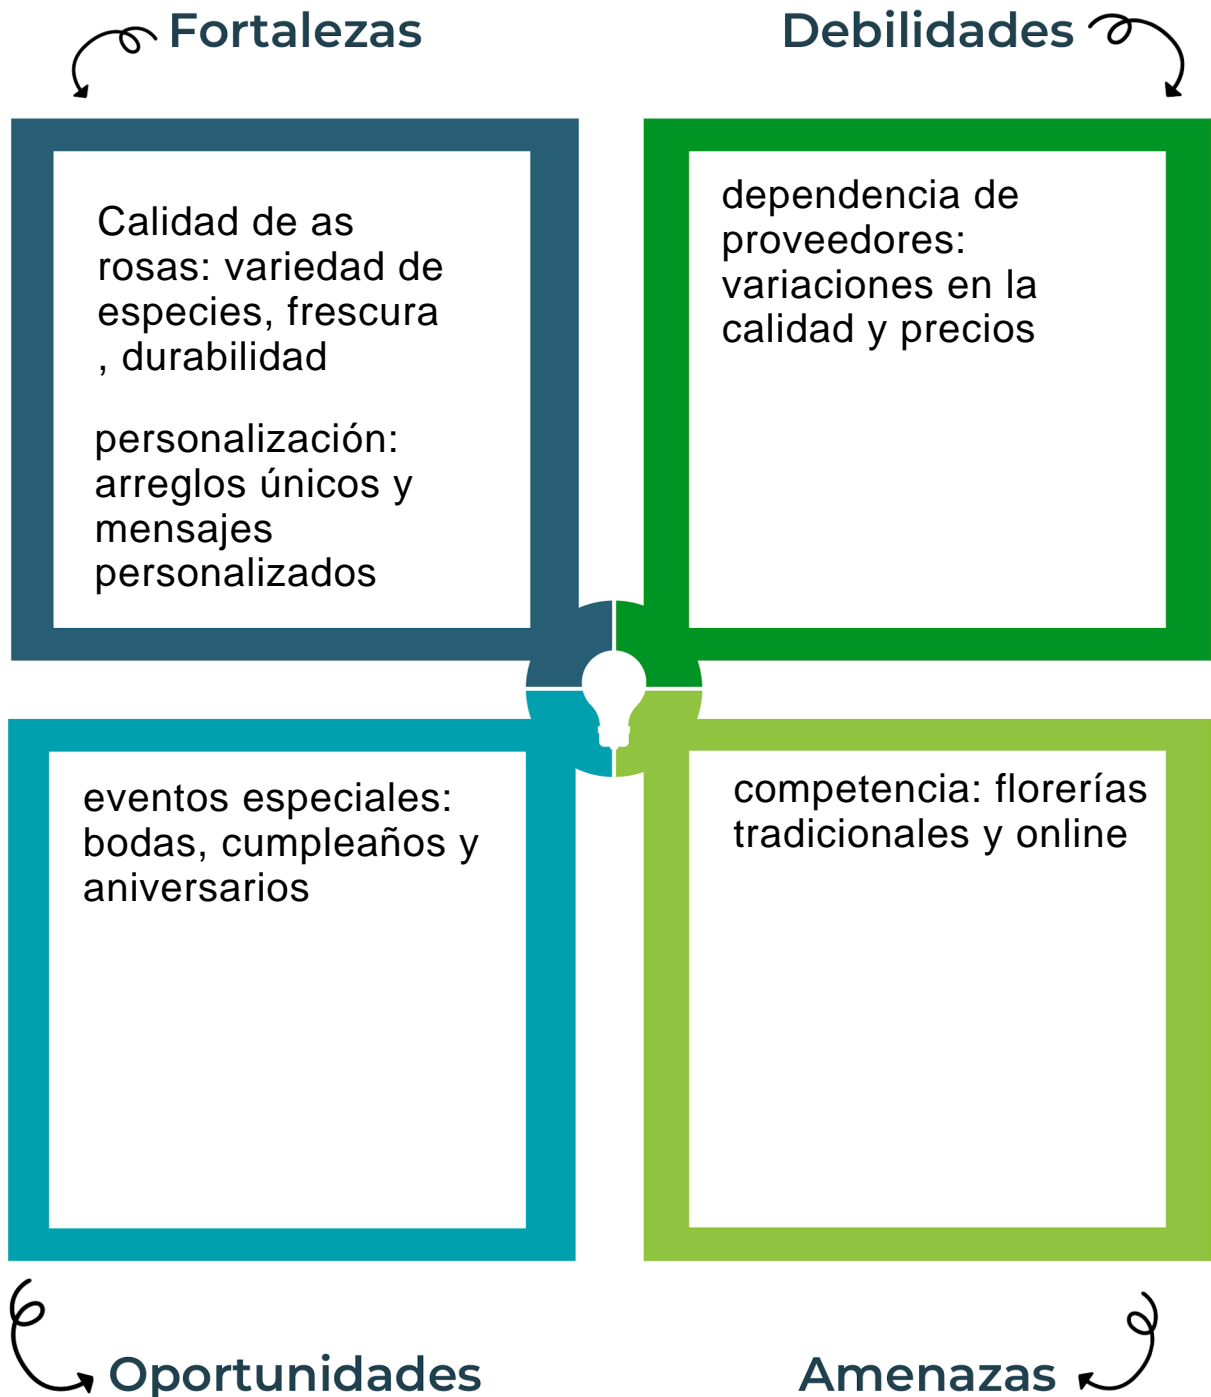 Fortalezas
Calidad de as
rosas: variedad de
especies, frescura
, durabilidad
personalización:
arreglos únicos y
mensajes
personalizados
Debilidades
dependencia de
proveedores:
variaciones en la
calidad y precios
eventos especiales:
bodas, cumpleaños y
aniversarios
Oportunidades
competencia: florerías
tradicionales y online
Amenazas